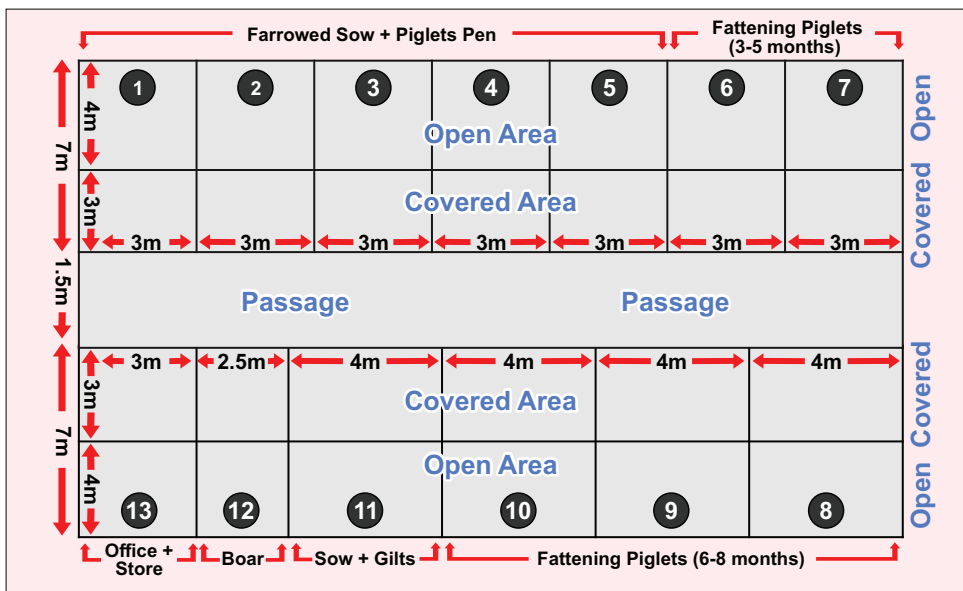 Farrowed Sow + Piglets Pen
Fattening Piglets
(3-5 months)
1
2
3
4
5
6
7
4m
7m
Open
Open Area
3m
Covered Area
Covered
3m
3m
3m
3m
3m
3m
3m
1.5m
Passage
Passage
3m
2.5m
4m
4m
4m
4m
3m
7m
Covered Area
Covered
4m
Open Area
Open
13
12
11
10
9
8
Office +
Store
Boar
Sow + Gilts
Fattening Piglets (6-8 months)